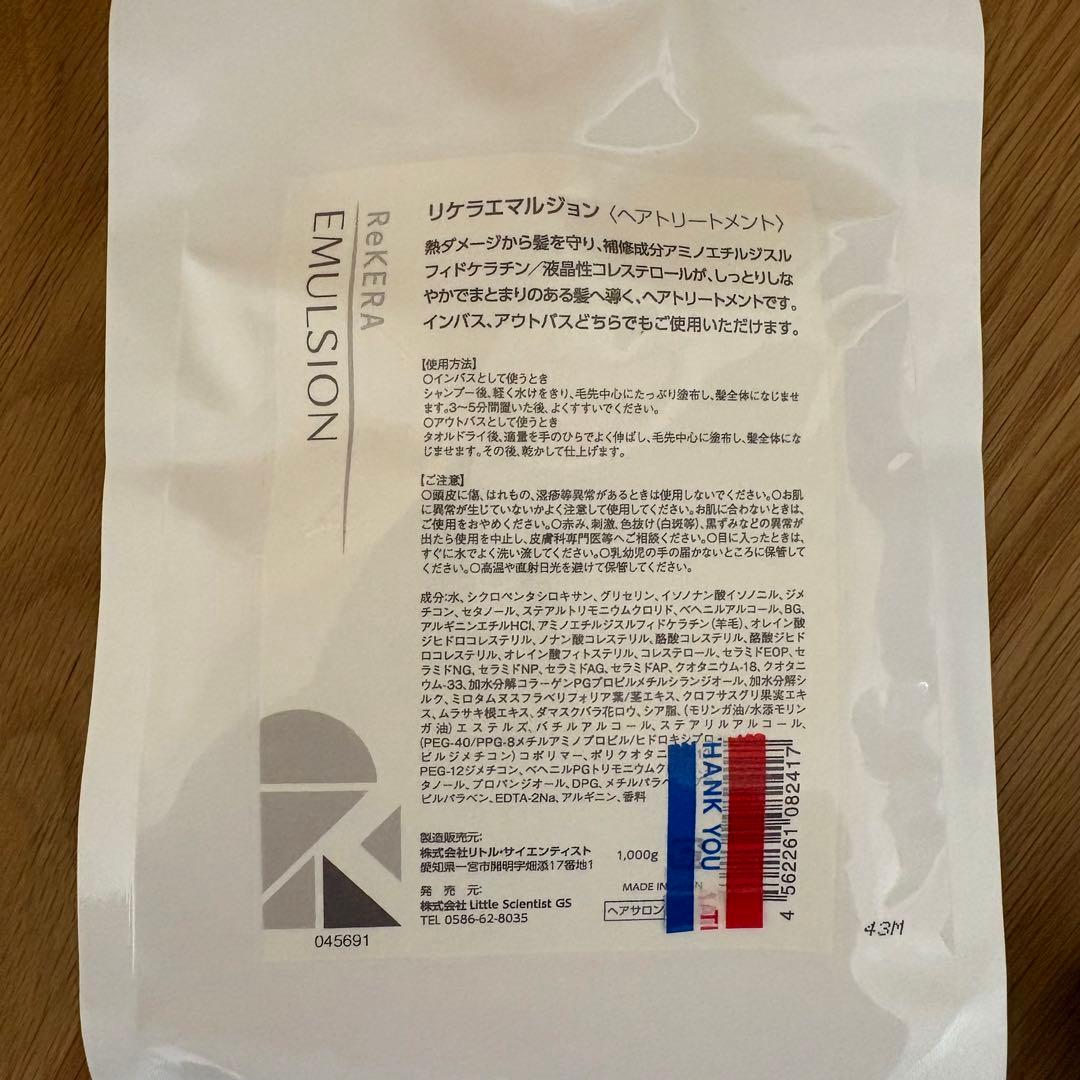 ReKERA
EMULSION
リケラエマルジョン〈ヘアトリートメント〉
熱ダメージから髪を守り、補修成分アミノエチルジスル
フィドケラチン／液晶性コレステロールが、しっとりしな
やかでまとまりのある髪へ導く、ヘアトリートメントです。
インバス、アウトバスどちらでもご使用いただけます。
【使用方法】
○インバスとして使うとき
シャンプー後、軽く水けをきり、毛先中心にたっぷり塗布し、髪全体になじませ
ます。3〜5分間置いた後、よくすすいでください。
○アウトバスとして使うとき
タオルドライ後、適量を手のひらでよく伸ばし、毛先中心に塗布し、髪全体にな
じませます。その後、乾かして仕上げます。
【ご注意】
○頭皮に傷、はれもの、湿疹等異常があるときは使用しないでください。○お肌
に異常が生じていないかよく注意して使用してください。お肌に合わないときは、
ご使用をおやめください。○赤み、刺激、色抜け(白斑等)、黒ずみなどの異常が
出たら使用を中止し、皮膚科専門医等へご相談ください。○目に入ったときは、
すぐに水でよく洗い流してください。○乳幼児の手の届かないところに保管して
ください。○高温や直射日光を避けて保管してください。
成分:水、シクロペンタシロキサン、グリセリン、イソノナン酸イソノニル、ジメ
チコン、セタノール、ステアルトリモニウムクロリド、ベヘニルアルコール、BG、
アルギニンエチルHCl、アミノエチルジスルフィドケラチン(羊毛)、オレイン酸
ジヒドロコレステリル、ノナン酸コレステリル、酪酸コレステリル、酪酸ジヒド
ロコレステリル、オレイン酸フィトステリル、コレステロール、セラミドEOP、セ
ラミドNG、セラミドNP、セラミドAG、セラミドAP、クオタニウム-18、クオタニ
ウム-33、加水分解コラーゲンPGプロピルメチルシランジオール、加水分解シ
ルク、ミロタムヌスフラベリフォリア葉/茎エキス、クロフサスグリ果実エキ
ス、ムラサキ根エキス、ダマスクバラ花ロウ、シア脂、(モリンガ油/水添モリン
ガ油)エステルズ、バチルアルコール、ステアリルアルコール、
(PEG-40/PPG-8メチルアミノプロピル/ヒドロキシプロ
ピルジメチコン)コポリマー、ポリクオタニ
PEG-12ジメチコン、ベヘニルPGトリモニウムク
タノール、プロパンジオール、DPG、メチルパラベ
ピルパラベン、EDTA-2Na、アルギニン、香料
製造販売元:
株式会社リトル・サイエンティスト
愛知県一宮市開明字畑添17番地1
発売元:
株式会社 Little Scientist GS
TEL 0586-62-8035
1,000g
MADE IN
ヘアサロン
HANK YOU
ATI
4 562261 082417
045691
43M